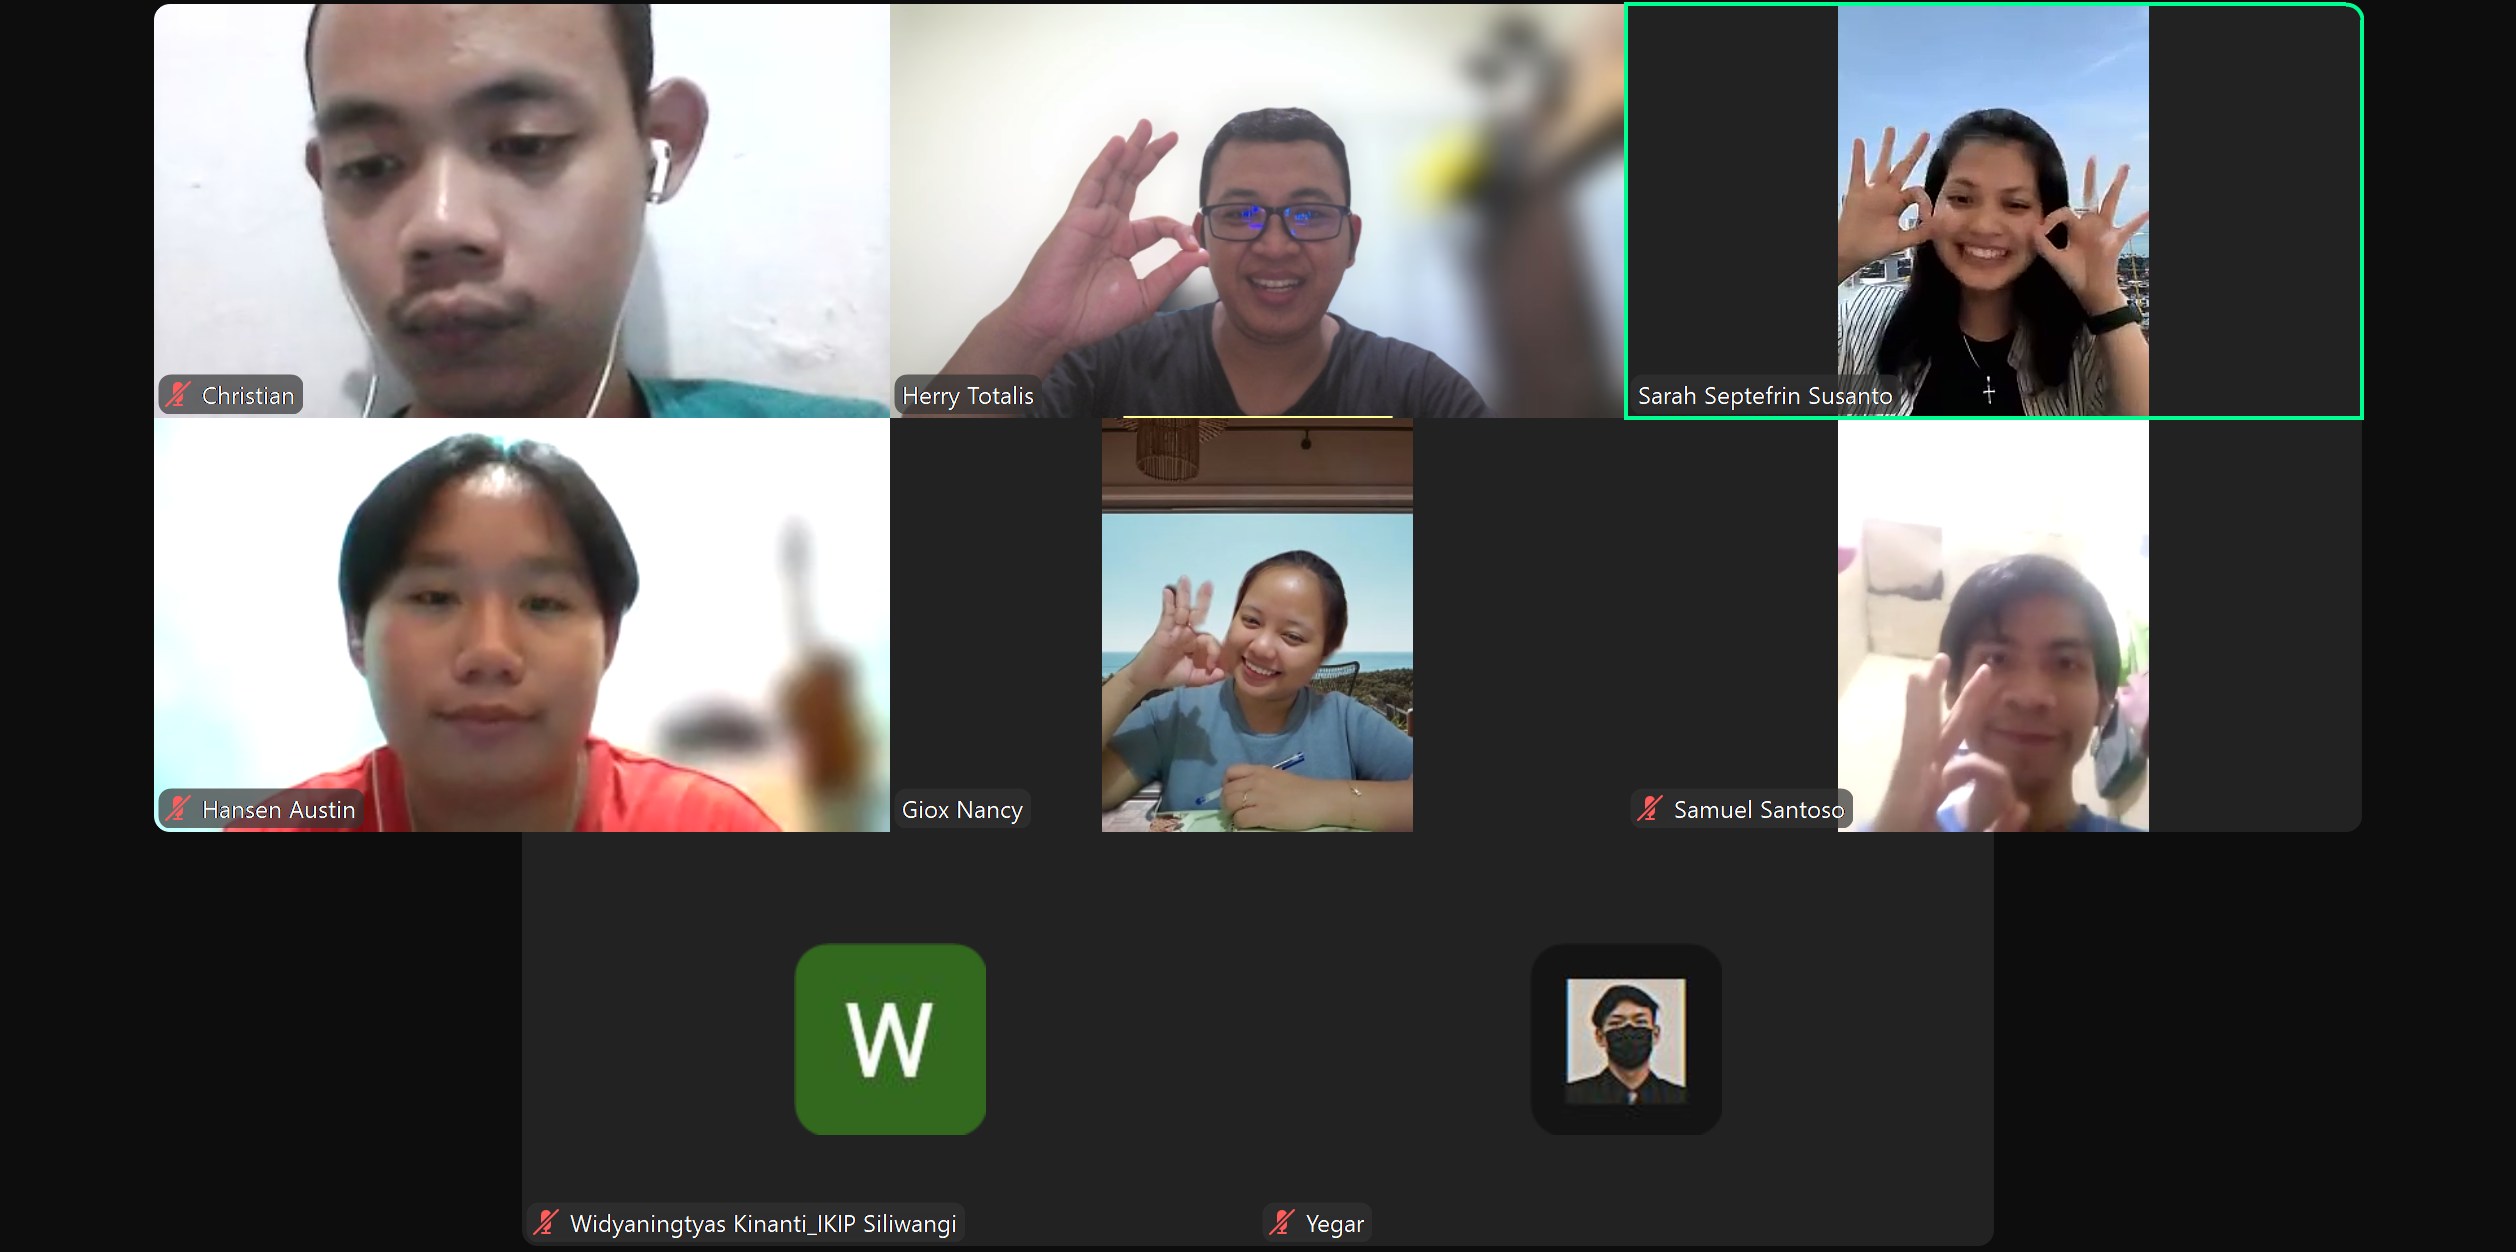 Christian
Herry Totalis
Sarah Septefrin Susanto
Hansen Austin
Giox Nancy
Samuel Santoso
W
Widyaningtyas Kinanti_IKIP Siliwangi
Yegar